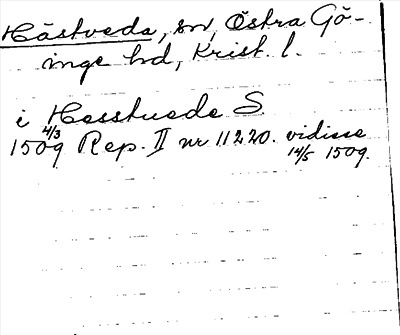 Hästveda, sn, Östra Gö-
inge hd, Krist. l.
i Hesstuede S.
1509 4/3 Rep. II nr 11220. vidisse
14/5 1509.